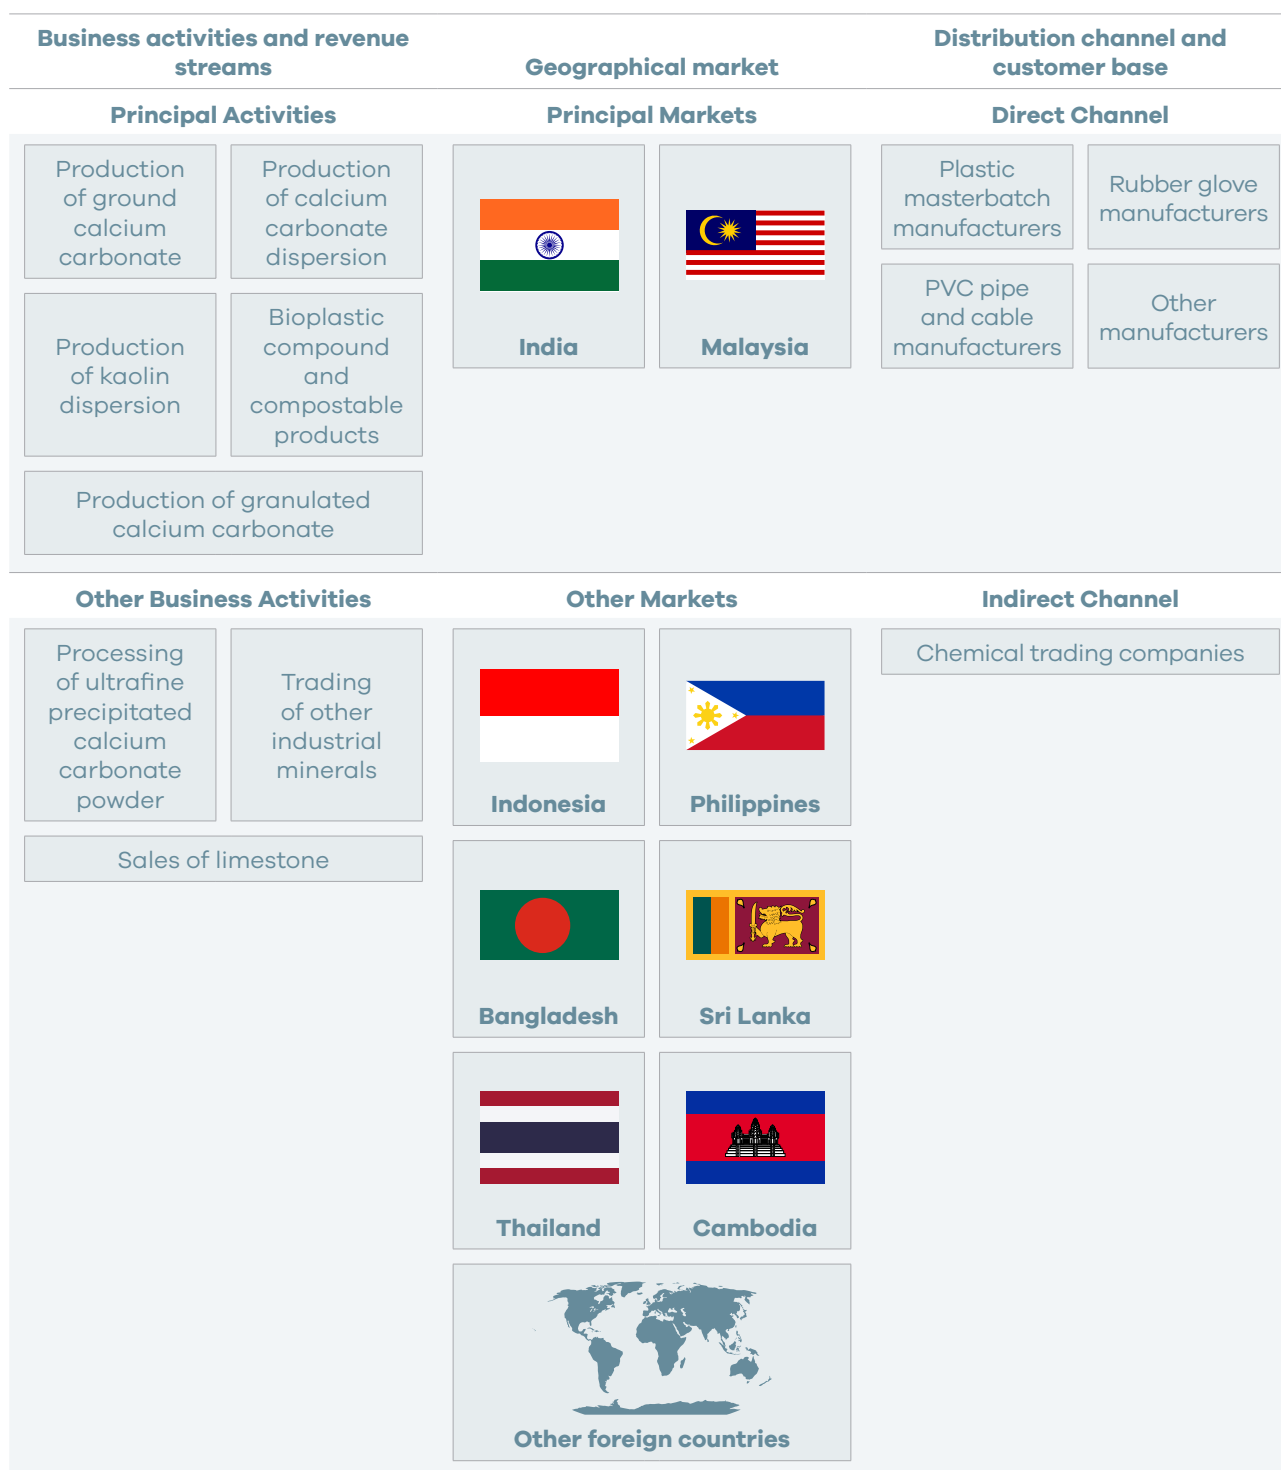 Business activities and revenue
streams
Geographical market
Distribution channel and
customer base
Principal Activities
Principal Markets
Direct Channel
Production
of ground
calcium
carbonate
Production
of calcium
carbonate
dispersion
Production
of kaolin
dispersion
Bioplastic
compound
and
compostable
products
Production of granulated
calcium carbonate
India
Malaysia
Plastic
masterbatch
manufacturers
Rubber glove
manufacturers
PVC pipe
and cable
manufacturers
Other
manufacturers
Other Business Activities
Other Markets
Indirect Channel
Processing
of ultrafine
precipitated
calcium
carbonate
powder
Trading
of other
industrial
minerals
Sales of limestone
Indonesia
Philippines
Bangladesh
Sri Lanka
Thailand
Cambodia
Other foreign countries
Chemical trading companies